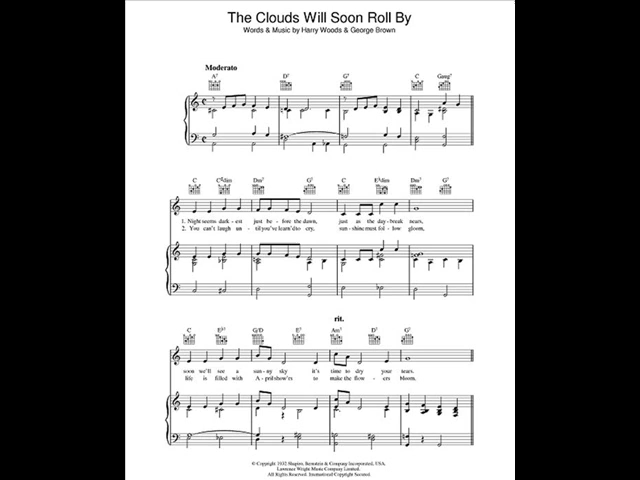 The Clouds Will Soon Roll By
Words & Music by Harry Woods & George Brown
Moderato
A7 D7 G7 C Gaug7
C C#dim Dm7 G7 C E♭dim Dm7 G7
1. Night seems dark-est just be-fore the dawn, just as the day-break nears,
2. You can't laugh un-til you've learn'd to cry, sun-shine must fol-low gloom,
rit.
C G/D E7 Am7 D7 G7
soon we'll see a sun-ny sky it's time to dry your tears.
life is filled with A-pril show'rs to make the flow-ers bloom.
© Copyright 1932 Shapiro, Bernstein & Company Incorporated, USA.
Lawrence Wright Music Company Limited.
All Rights Reserved. International Copyright Secured.